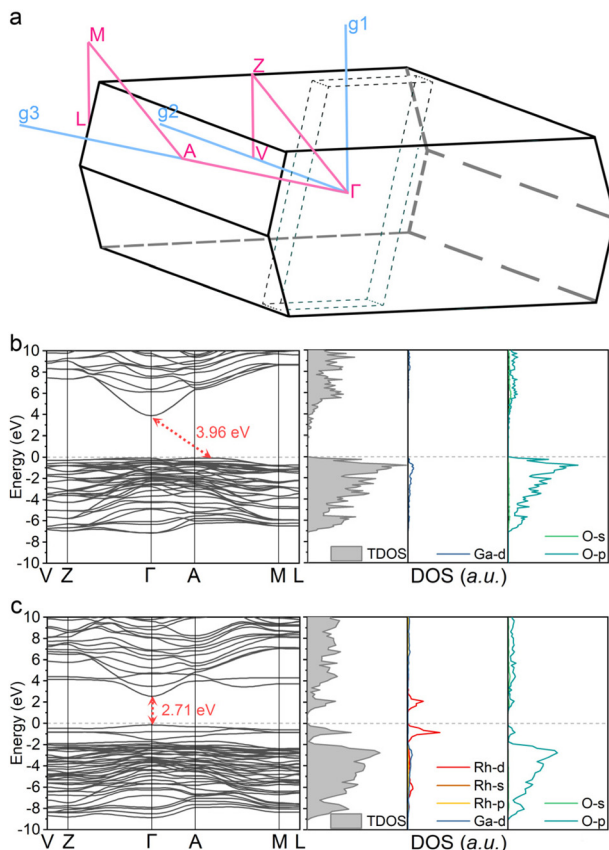 a
M
g1
Z
g2
L
g3
A
V
Γ
b
10
8
6
4
2
0
-2
-4
-6
-8
-10
Energy (eV)
3.96 eV
V Z Γ A M L
TDOS
Ga-d
O-s
O-p
DOS (a.u.)
c
10
8
6
4
2
0
-2
-4
-6
-8
-10
Energy (eV)
2.71 eV
V Z Γ A M L
TDOS
Rh-d
Rh-s
Rh-p
Ga-d
O-s
O-p
DOS (a.u.)